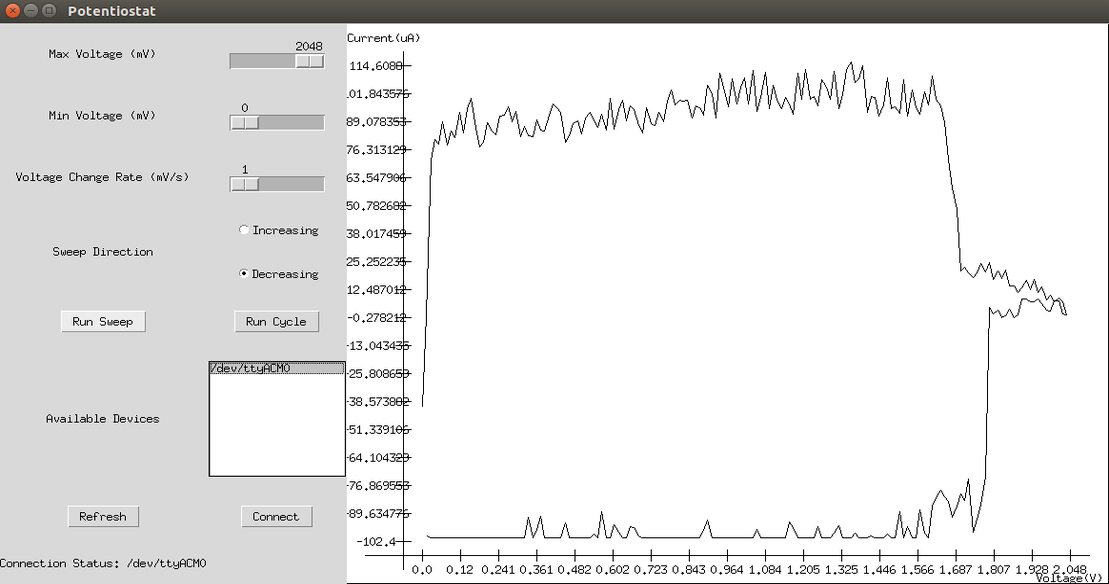 Potentiostat
Max Voltage (mV)
2048
Min Voltage (mV)
0
Voltage Change Rate (mV/s)
1
Sweep Direction
Increasing
Decreasing
Run Sweep
Run Cycle
Available Devices
/dev/ttyACM0
Refresh
Connect
Connection Status: /dev/ttyACM0
Current(uA)
114.6088
01.843576
89.078353
76.313129
63.547906
50.782682
38.017459
25.252235
12.487012
-0.278212
-13.043435
-25.808659
-38.573882
-51.339106
-64.104329
-76.869553
-89.634776
-102.4
0.0 0.12 0.241 0.361 0.482 0.602 0.723 0.843 0.964 1.084 1.205 1.325 1.446 1.566 1.687 1.807 1.928 2.048
Voltage(V)